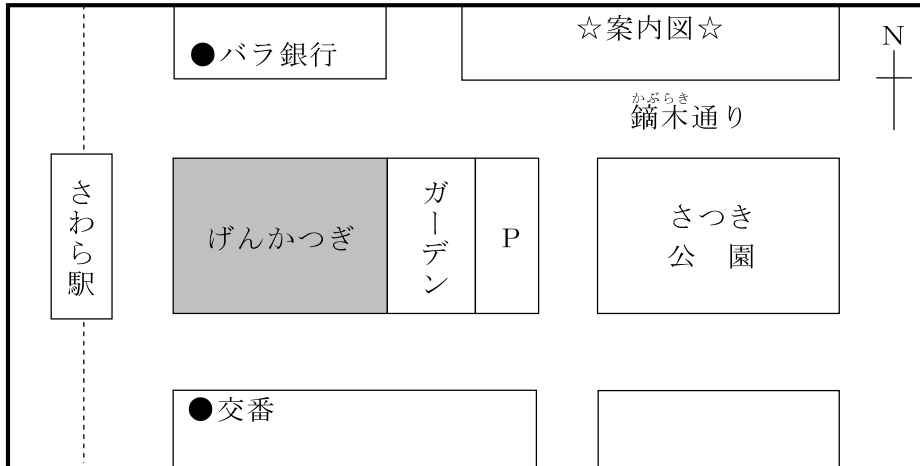 ☆案内図☆
●バラ銀行
N
かぶらき
鏑木通り
さわら駅
げんかつぎ
ガーデン
P
さつき
公　園
●交番